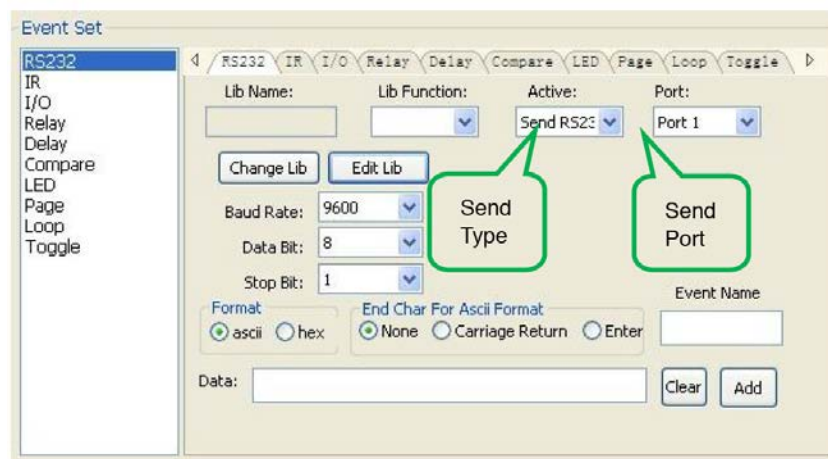 Event Set
RS232
IR
I/O
Relay
Delay
Compare
LED
Page
Loop
Toggle
RS232 IR I/O Relay Delay Compare LED Page Loop Toggle
Lib Name: Lib Function: Active: Port:
Send RS23 Port 1
Change Lib Edit Lib
Send Type
Send Port
Baud Rate: 9600
Data Bit: 8
Stop Bit: 1
Event Name
Format End Char For Ascii Format
ascii hex None Carriage Return Enter
Data: Clear Add